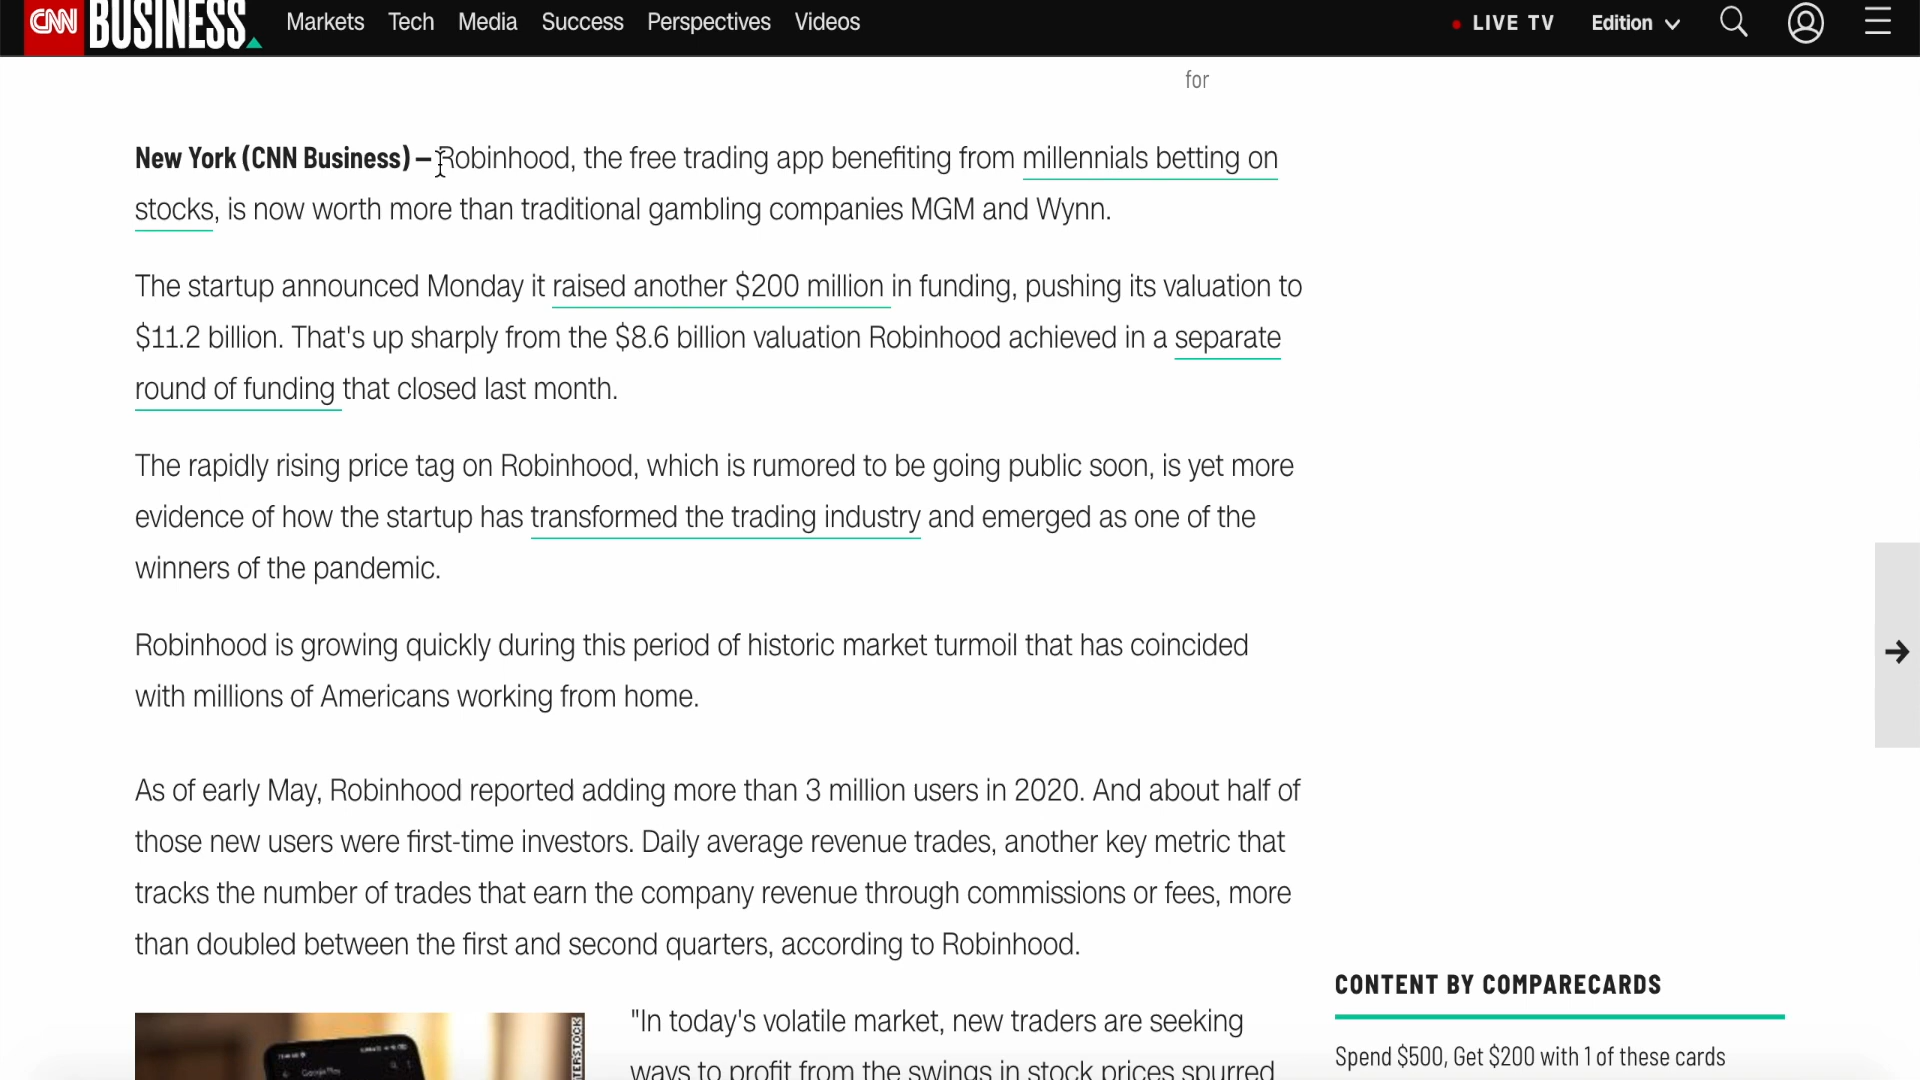 CNN BUSINESS Markets Tech Media Success Perspectives Videos LIVE TV Edition
for
New York (CNN Business) — Robinhood, the free trading app benefiting from millennials betting on
stocks, is now worth more than traditional gambling companies MGM and Wynn.
The startup announced Monday it raised another $200 million in funding, pushing its valuation to
$11.2 billion. That's up sharply from the $8.6 billion valuation Robinhood achieved in a separate
round of funding that closed last month.
The rapidly rising price tag on Robinhood, which is rumored to be going public soon, is yet more
evidence of how the startup has transformed the trading industry and emerged as one of the
winners of the pandemic.
Robinhood is growing quickly during this period of historic market turmoil that has coincided
with millions of Americans working from home.
As of early May, Robinhood reported adding more than 3 million users in 2020. And about half of
those new users were first-time investors. Daily average revenue trades, another key metric that
tracks the number of trades that earn the company revenue through commissions or fees, more
than doubled between the first and second quarters, according to Robinhood.
"In today's volatile market, new traders are seeking
ways to profit from the swings in stock prices spurred
Google Play
CONTENT BY COMPARECARDS
Spend $500, Get $200 with 1 of these cards